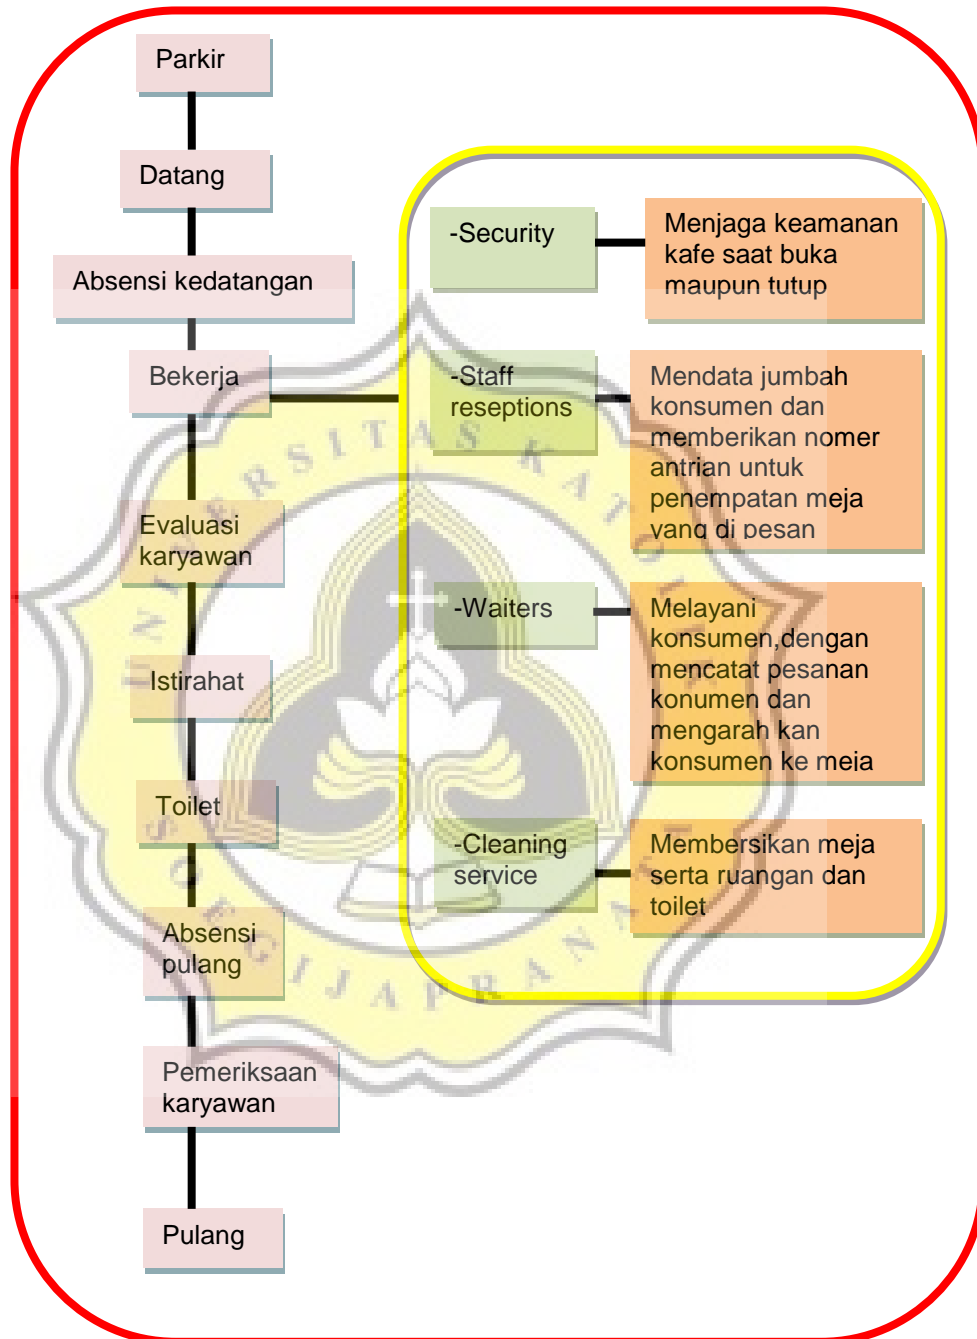 Parkir
Datang
Absensi kedatangan
Bekerja
Evaluasi
karyawan
Istirahat
Toilet
Absensi
pulang
Pemeriksaan
karyawan
Pulang
-Security
Menjaga keamanan
kafe saat buka
maupun tutup
-Staff
reseptions
Mendata jumbah
konsumen dan
memberikan nomer
antrian untuk
penempatan meja
yang di pesan
-Waiters
Melayani
konsumen,dengan
mencatat pesanan
konumen dan
mengarah kan
konsumen ke meja
-Cleaning
service
Membersikan meja
serta ruangan dan
toilet
UNIVERSITAS KATOLIK
SOEGIJAPRANATA